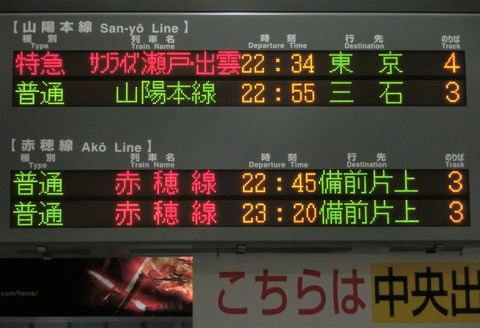 【山陽本線 San-yō Line】
種別 列車名 時刻 行先 のりば
Type Train Name Departure Time Destination Track
特急 サンライズ瀬戸・出雲 22:34 東京 4
普通 山陽本線 22:55 三石 3
【赤穂線 Akō Line】
種別 列車名 時刻 行先 のりば
Type Train Name Departure Time Destination Track
普通 赤穂線 22:45 備前片上 3
普通 赤穂線 23:20 備前片上 3
com/farce/
こちらは 中央出